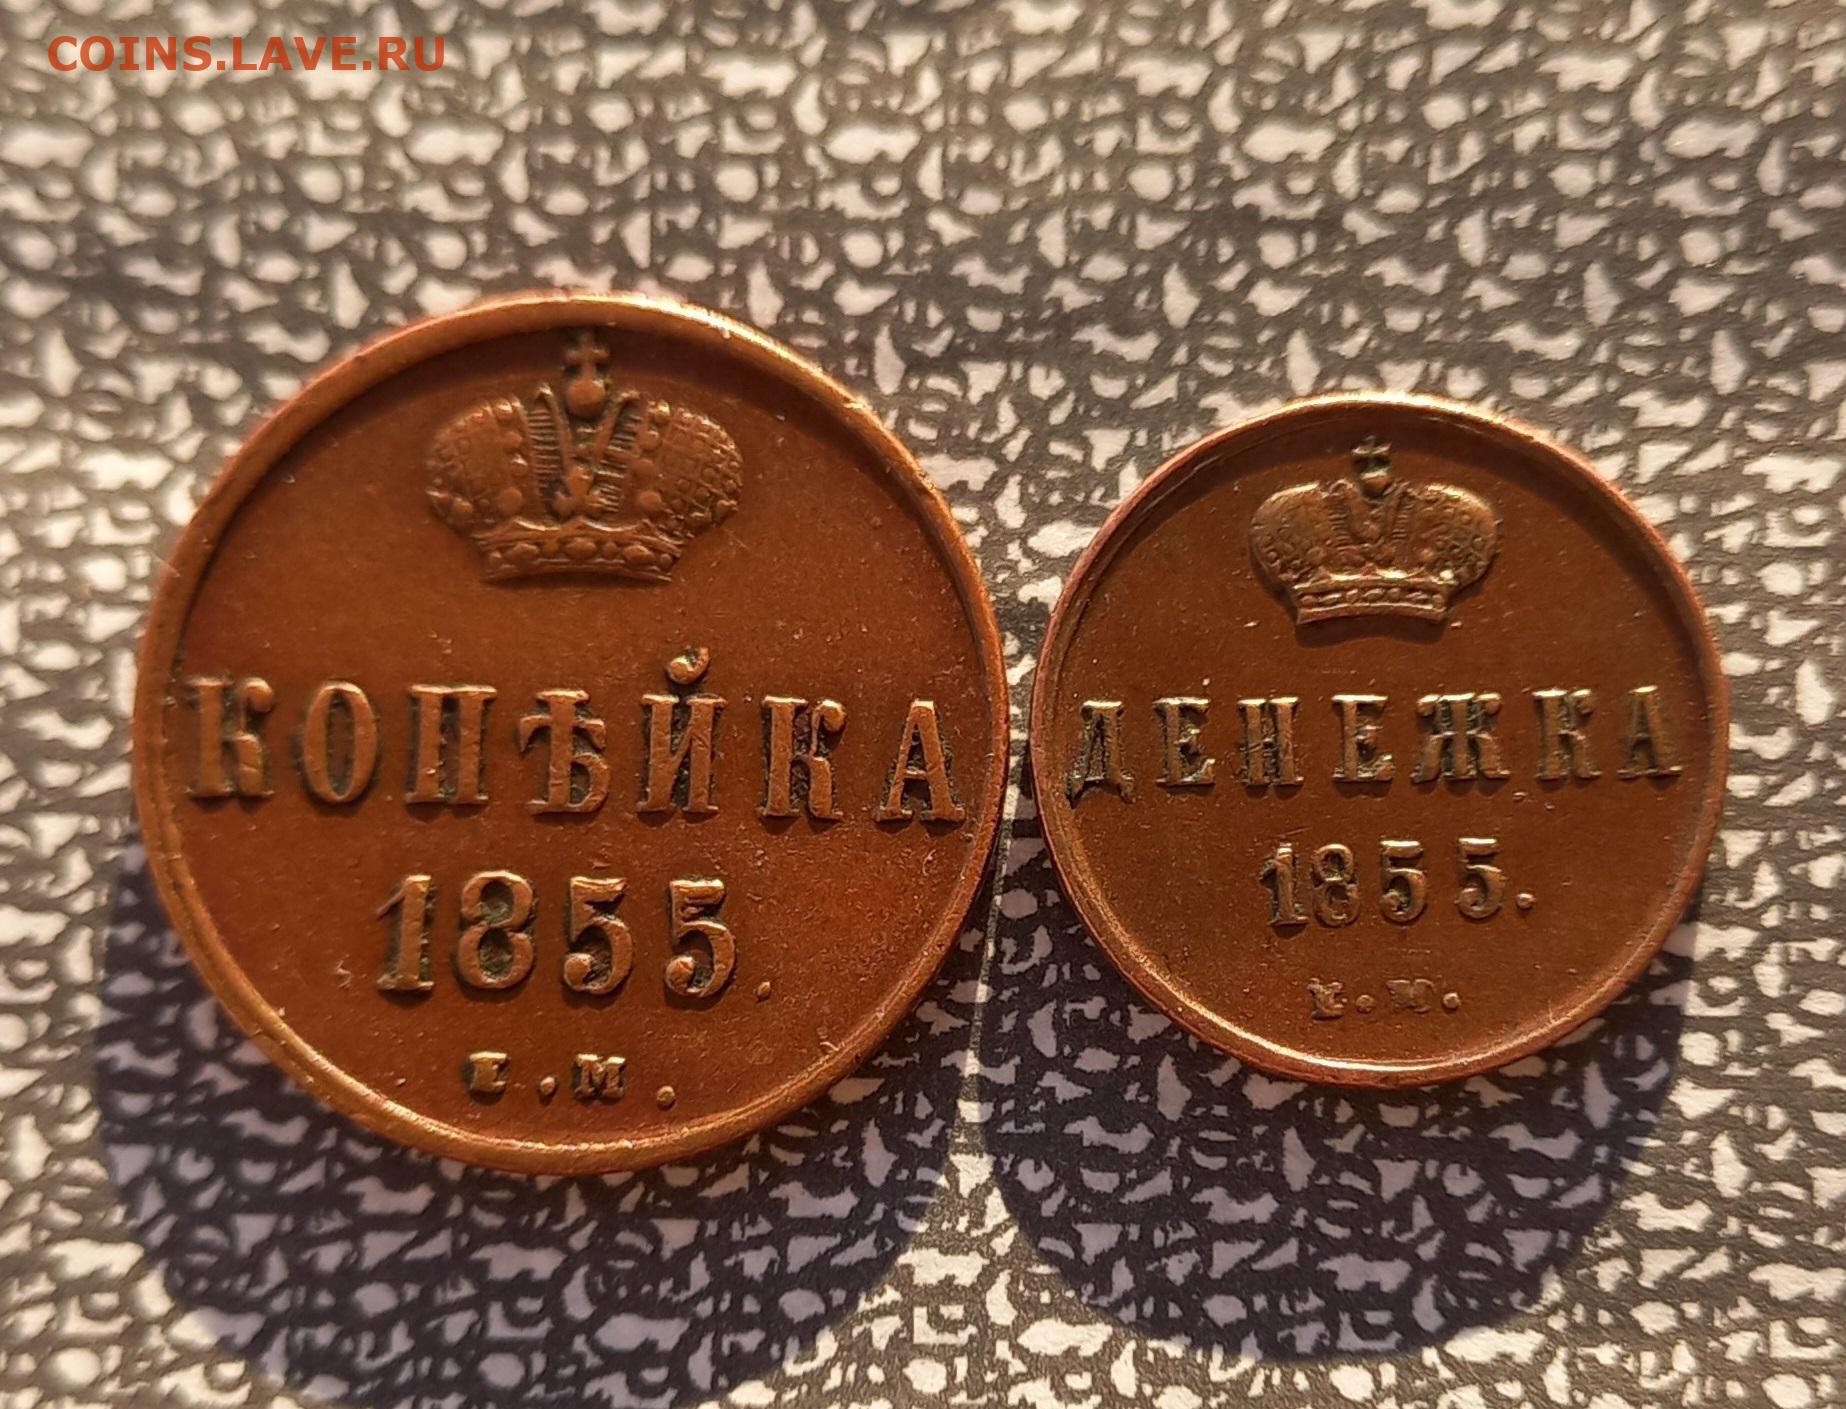 COINS.LAVE.RU
КОПѢЙКА
1855.
Е.М.
ДЕНЕЖКА
1855.
Е.М.